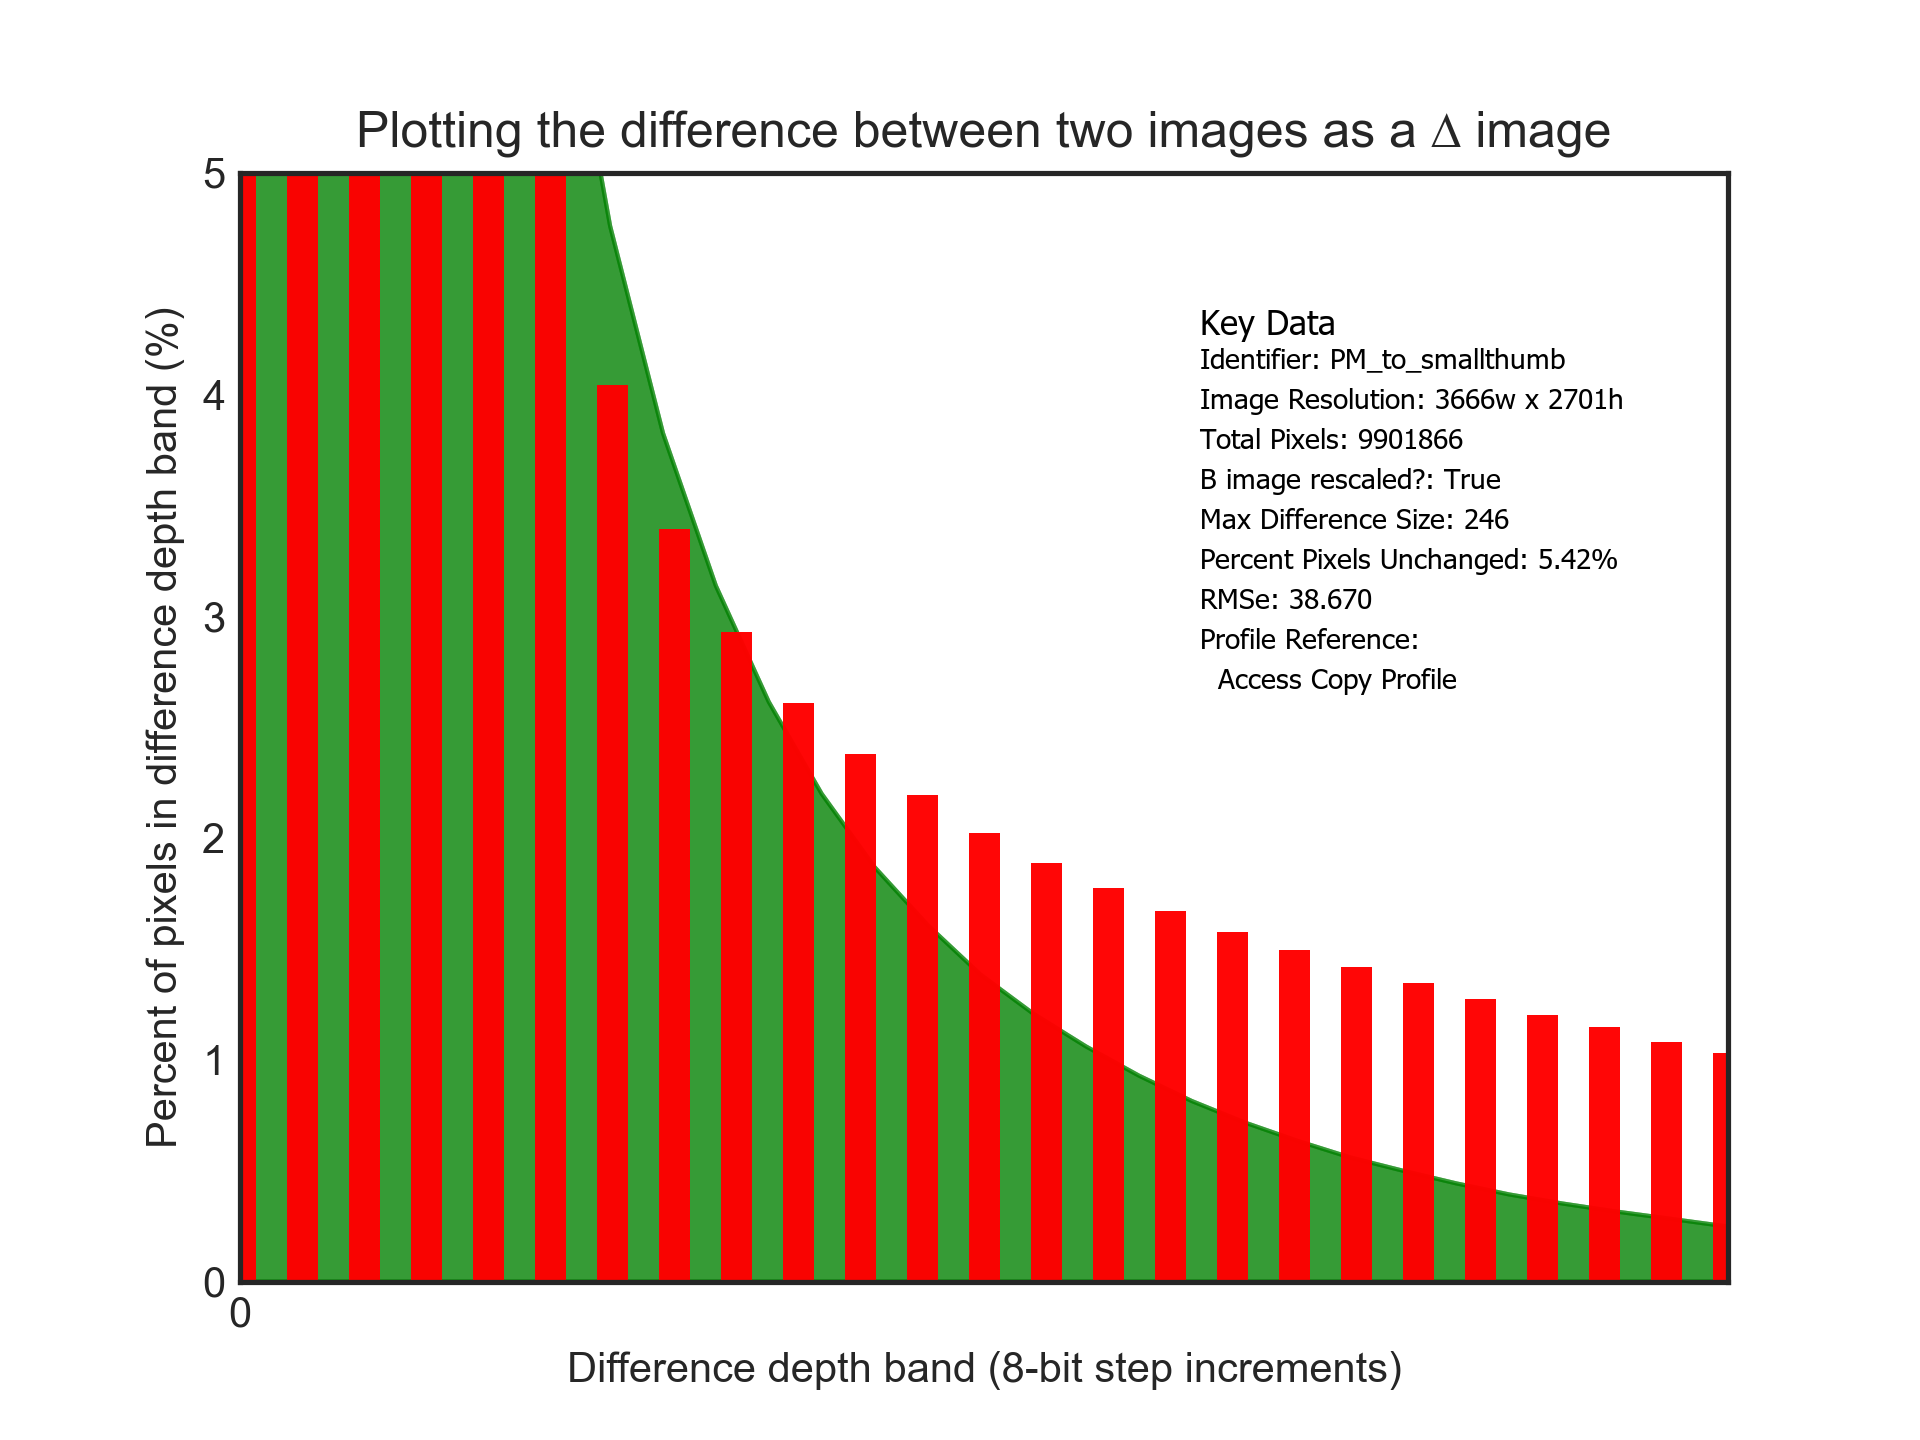 Plotting the difference between two images as a Δ image
5
4
3
2
1
0
0
Percent of pixels in difference depth band (%)
Key Data
Identifier: PM_to_smallthumb
Image Resolution: 3666w x 2701h
Total Pixels: 9901866
B image rescaled?: True
Max Difference Size: 246
Percent Pixels Unchanged: 5.42%
RMSe: 38.670
Profile Reference:
Access Copy Profile
Difference depth band (8-bit step increments)